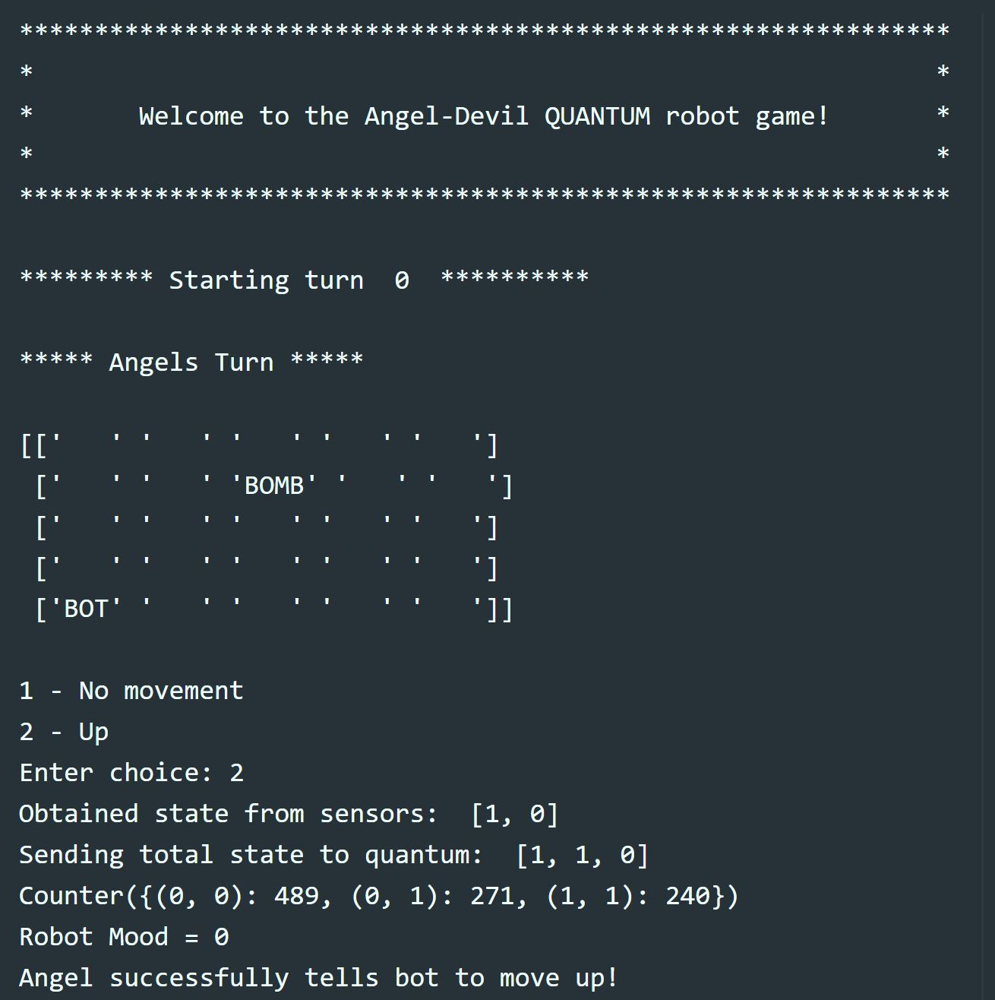 **************************************************************
*                                                            *
*       Welcome to the Angel-Devil QUANTUM robot game!       *
*                                                            *
**************************************************************
********* Starting turn  0  **********
***** Angels Turn *****
[['   ' '   ' '   ' '   ' '   ']
 ['   ' '   ' 'BOMB' '   ' '   ']
 ['   ' '   ' '   ' '   ' '   ']
 ['   ' '   ' '   ' '   ' '   ']
 ['BOT' '   ' '   ' '   ' '   ']]
1 - No movement
2 - Up
Enter choice: 2
Obtained state from sensors:  [1, 0]
Sending total state to quantum:  [1, 1, 0]
Counter({(0, 0): 489, (0, 1): 271, (1, 1): 240})
Robot Mood = 0
Angel successfully tells bot to move up!